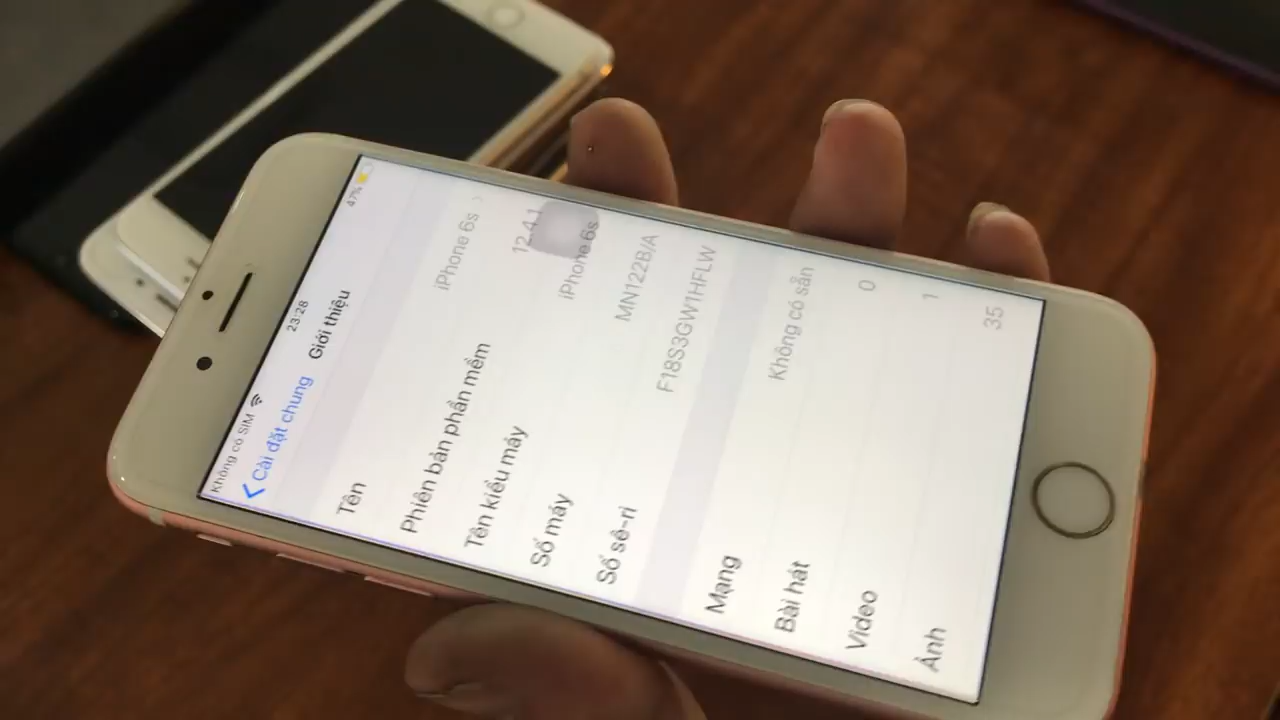 Không có SIM 23:28 47%
Cài đặt chung Giới thiệu
Tên iPhone 6s
Phiên bản phần mềm 12.4.1
Tên kiểu máy iPhone 6s
Số máy MN122B/A
Số sê-ri F18S3GW1HFLW
Mạng Không có sẵn
Bài hát 0
Video 1
Ảnh 35